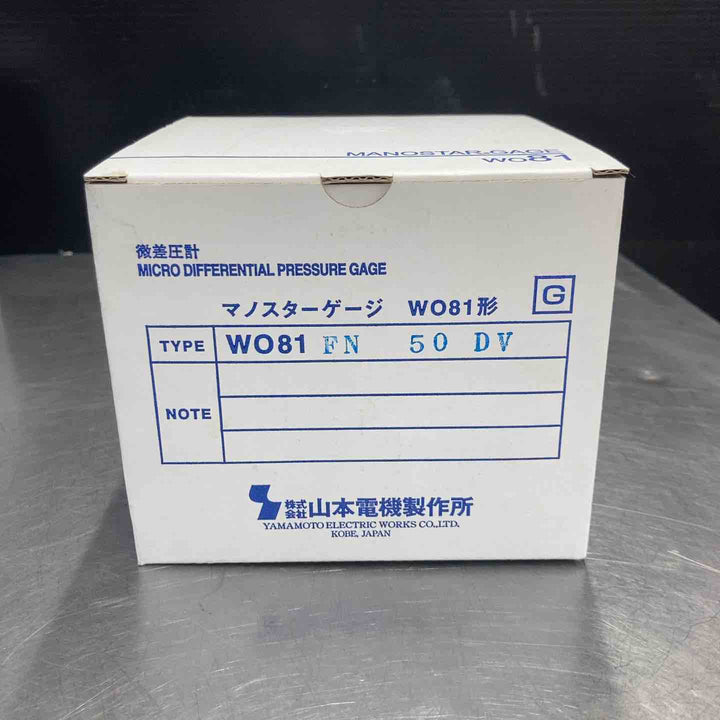 MANOSTAR-GAGE
WO81
微差圧計
MICRO DIFFERENTIAL PRESSURE GAGE
マノスターゲージ WO81形 G
TYPE WO81 FN 50 DV
NOTE
株式会社山本電機製作所
YAMAMOTO ELECTRIC WORKS CO.,LTD.
KOBE, JAPAN